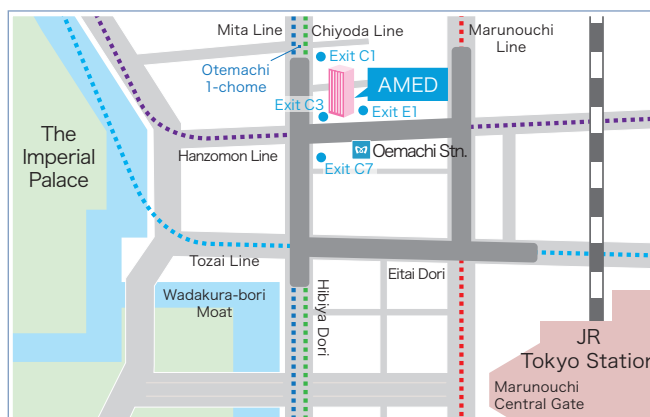 Mita Line
Chiyoda Line
Marunouchi
Line
Otemachi
1-chome
Exit C1
AMED
Exit C3
Exit E1
The
Imperial
Palace
Hanzomon Line
Oemachi Stn.
Exit C7
Tozai Line
Eitai Dori
Wadakura-bori
Moat
Hibiya Dori
JR
Tokyo Station
Marunouchi
Central Gate